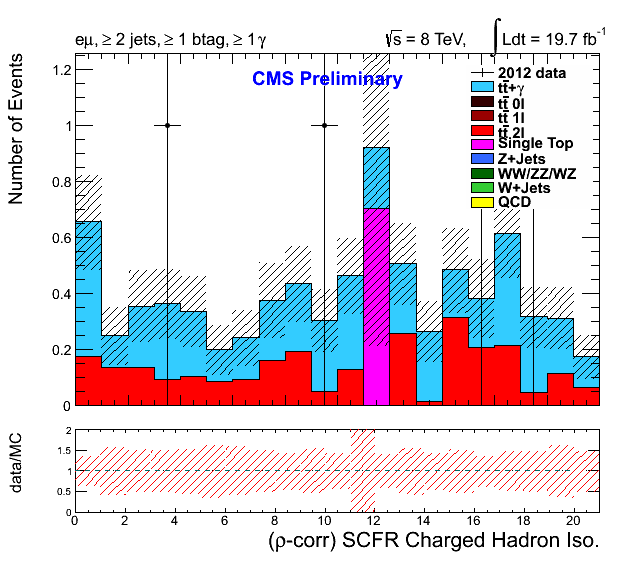 eμ, ≥ 2 jets, ≥ 1 btag, ≥ 1 γ
√s = 8 TeV, ∫ Ldt = 19.7 fb⁻¹
CMS Preliminary
2012 data
tt̄+γ
tt̄ 0l
tt̄ 1l
tt̄ 2l
Single Top
Z+Jets
WW/ZZ/WZ
W+Jets
QCD
Number of Events
1.2
1
0.8
0.6
0.4
0.2
0
data/MC
2
1.5
1
0.5
0
0 2 4 6 8 10 12 14 16 18 20
(ρ-corr) SCFR Charged Hadron Iso.